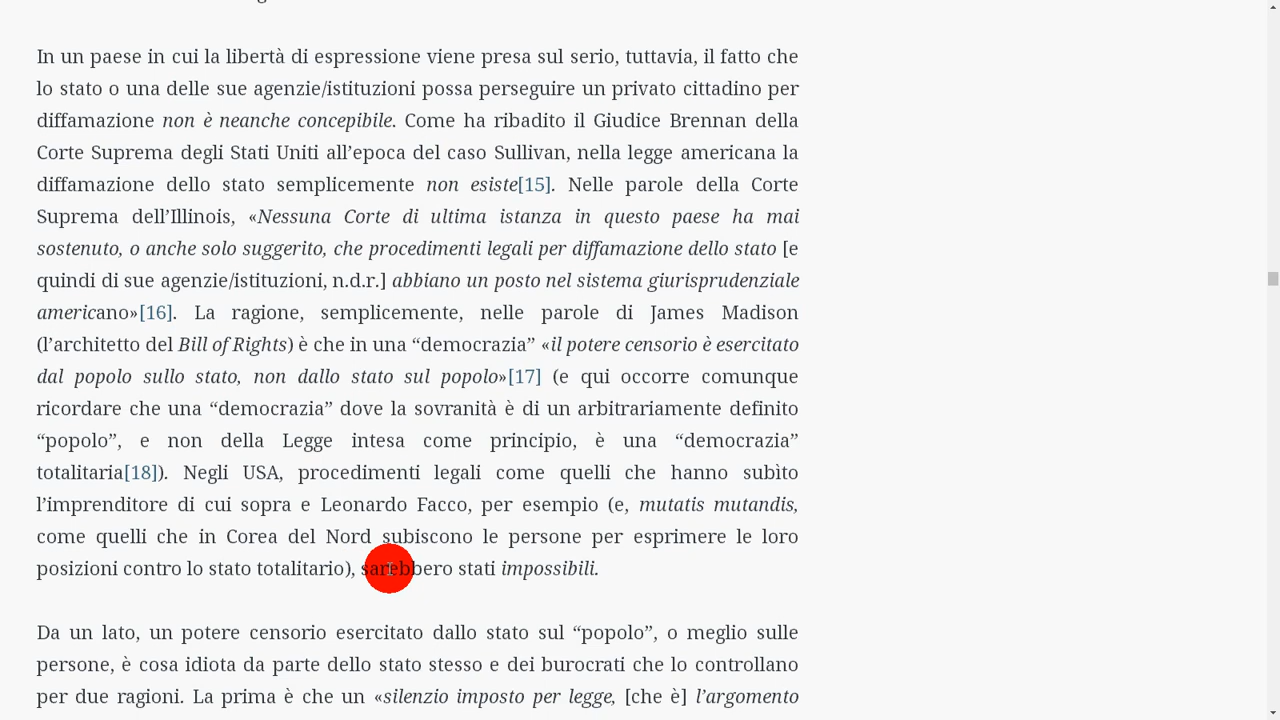 In un paese in cui la libertà di espressione viene presa sul serio, tuttavia, il fatto che
lo stato o una delle sue agenzie/istituzioni possa perseguire un privato cittadino per
diffamazione non è neanche concepibile. Come ha ribadito il Giudice Brennan della
Corte Suprema degli Stati Uniti all’epoca del caso Sullivan, nella legge americana la
diffamazione dello stato semplicemente non esiste[15]. Nelle parole della Corte
Suprema dell’Illinois, «Nessuna Corte di ultima istanza in questo paese ha mai
sostenuto, o anche solo suggerito, che procedimenti legali per diffamazione dello stato [e
quindi di sue agenzie/istituzioni, n.d.r.] abbiano un posto nel sistema giurisprudenziale
americano»[16]. La ragione, semplicemente, nelle parole di James Madison
(l’architetto del Bill of Rights) è che in una “democrazia” «il potere censorio è esercitato
dal popolo sullo stato, non dallo stato sul popolo»[17] (e qui occorre comunque
ricordare che una “democrazia” dove la sovranità è di un arbitrariamente definito
“popolo”, e non della Legge intesa come principio, è una “democrazia”
totalitaria[18]). Negli USA, procedimenti legali come quelli che hanno subìto
l’imprenditore di cui sopra e Leonardo Facco, per esempio (e, mutatis mutandis,
come quelli che in Corea del Nord subiscono le persone per esprimere le loro
posizioni contro lo stato totalitario), sarebbero stati impossibili.
Da un lato, un potere censorio esercitato dallo stato sul “popolo”, o meglio sulle
persone, è cosa idiota da parte dello stato stesso e dei burocrati che lo controllano
per due ragioni. La prima è che un «silenzio imposto per legge, [che è] l’argomento